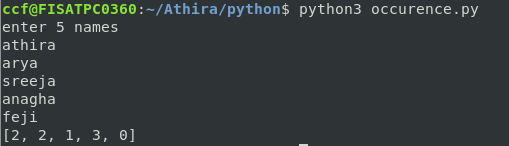 ccf@FISATPC0360:~/Athira/python$ python3 occurence.py
enter 5 names
athira
arya
sreeja
anagha
feji
[2, 2, 1, 3, 0]